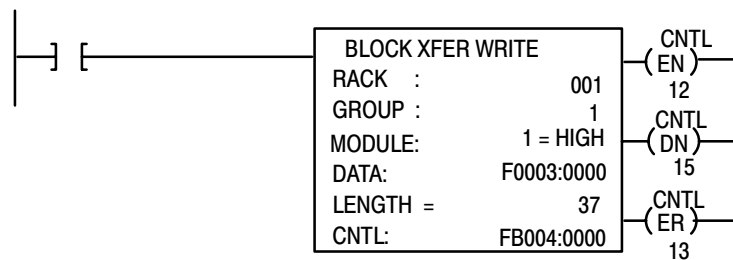 BLOCK XFER WRITE
RACK : 001
GROUP : 1
MODULE: 1 = HIGH
DATA: F0003:0000
LENGTH = 37
CNTL: FB004:0000
CNTL
EN
12
CNTL
DN
15
CNTL
ER
13